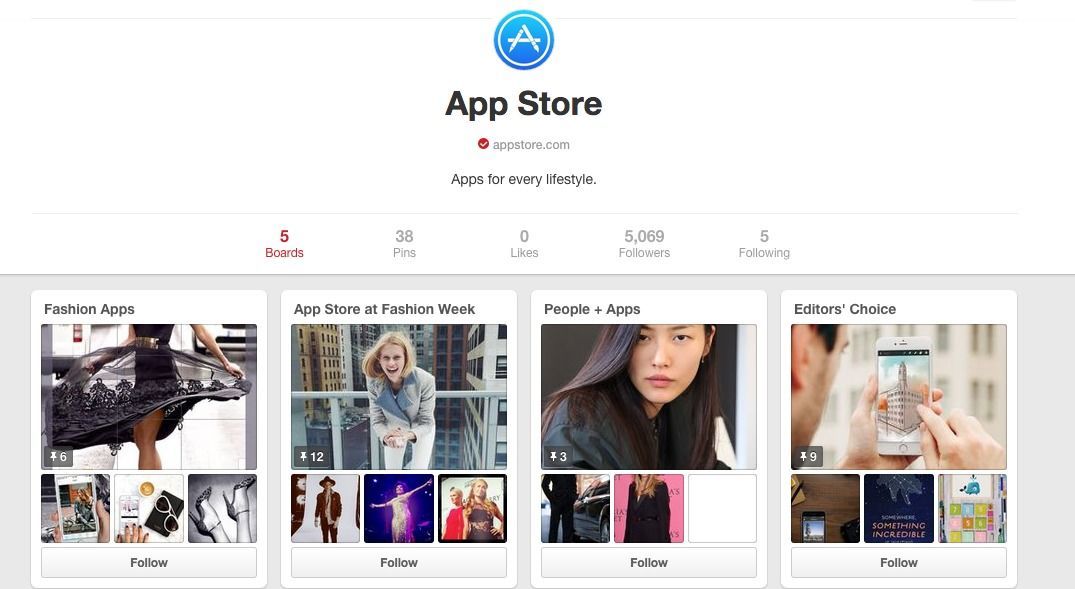 App Store
appstore.com
Apps for every lifestyle.
5
Boards
38
Pins
0
Likes
5,069
Followers
5
Following
Fashion Apps
6
Follow
App Store at Fashion Week
12
Follow
People + Apps
3
Follow
Editors' Choice
9
SOMEWHERE,
SOMETHING
INCREDIBLE
Follow